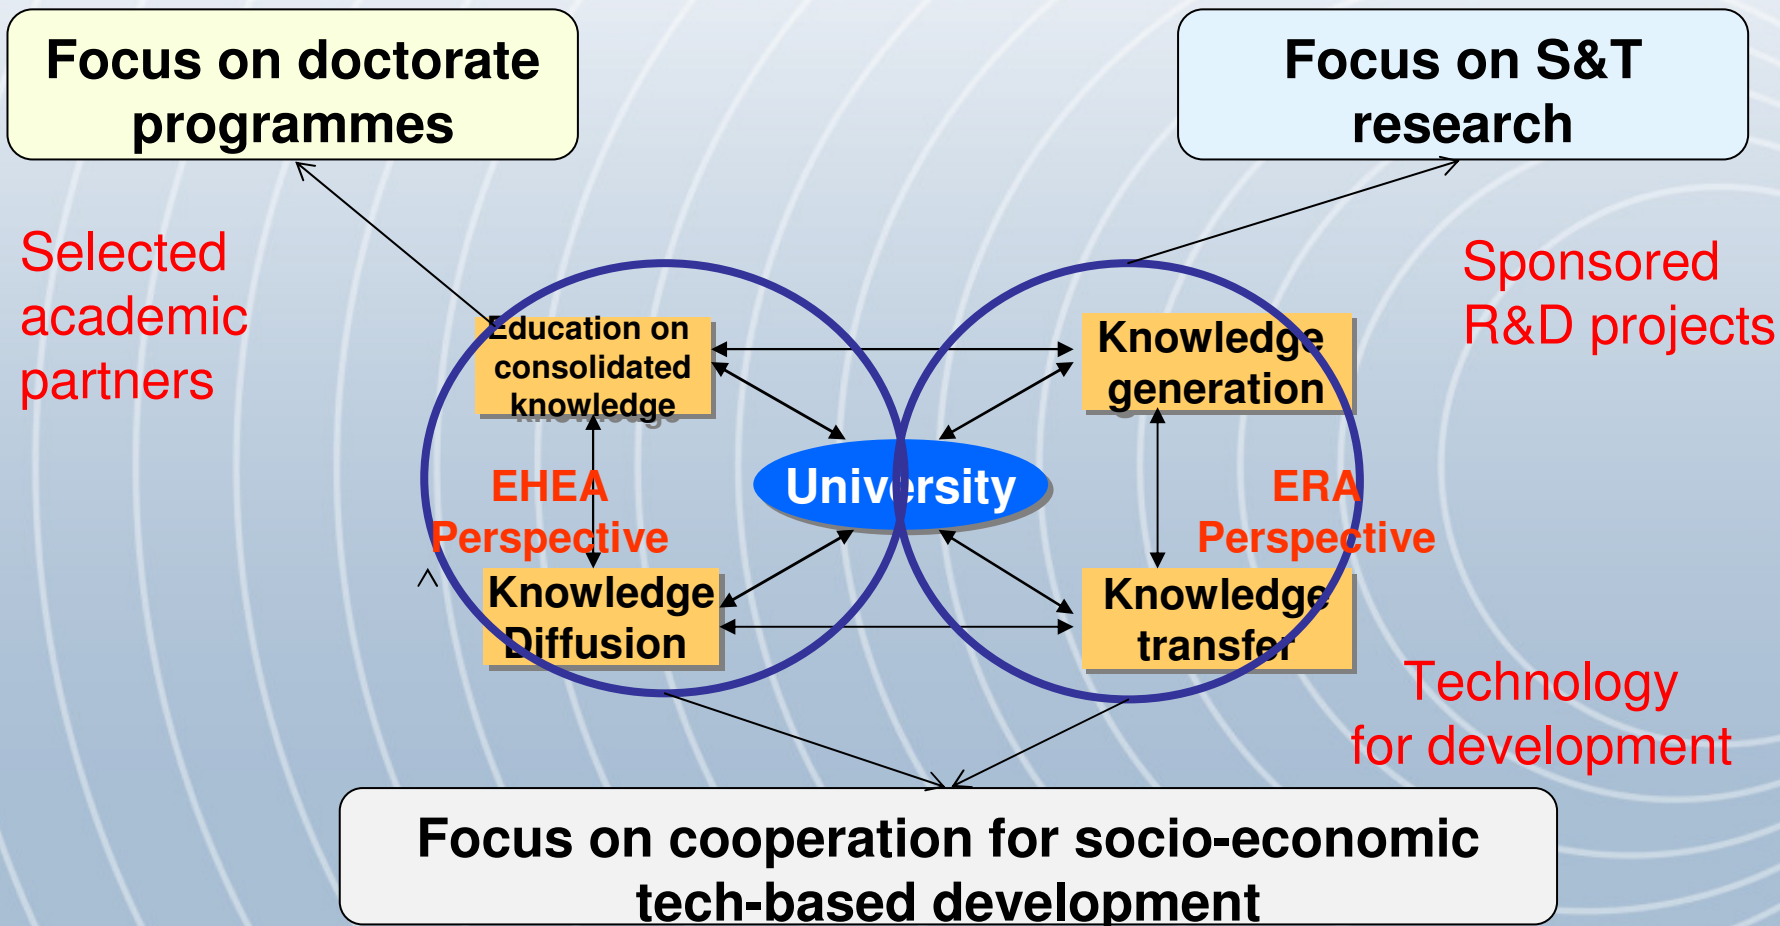 Focus on doctorate
programmes
Focus on S&T
research
Selected
academic
partners
Sponsored
R&D projects
Education on
consolidated
knowledge
Knowledge
generation
EHEA
Perspective
University
ERA
Perspective
Knowledge
Diffusion
Knowledge
transfer
Technology
for development
Focus on cooperation for socio-economic
tech-based development